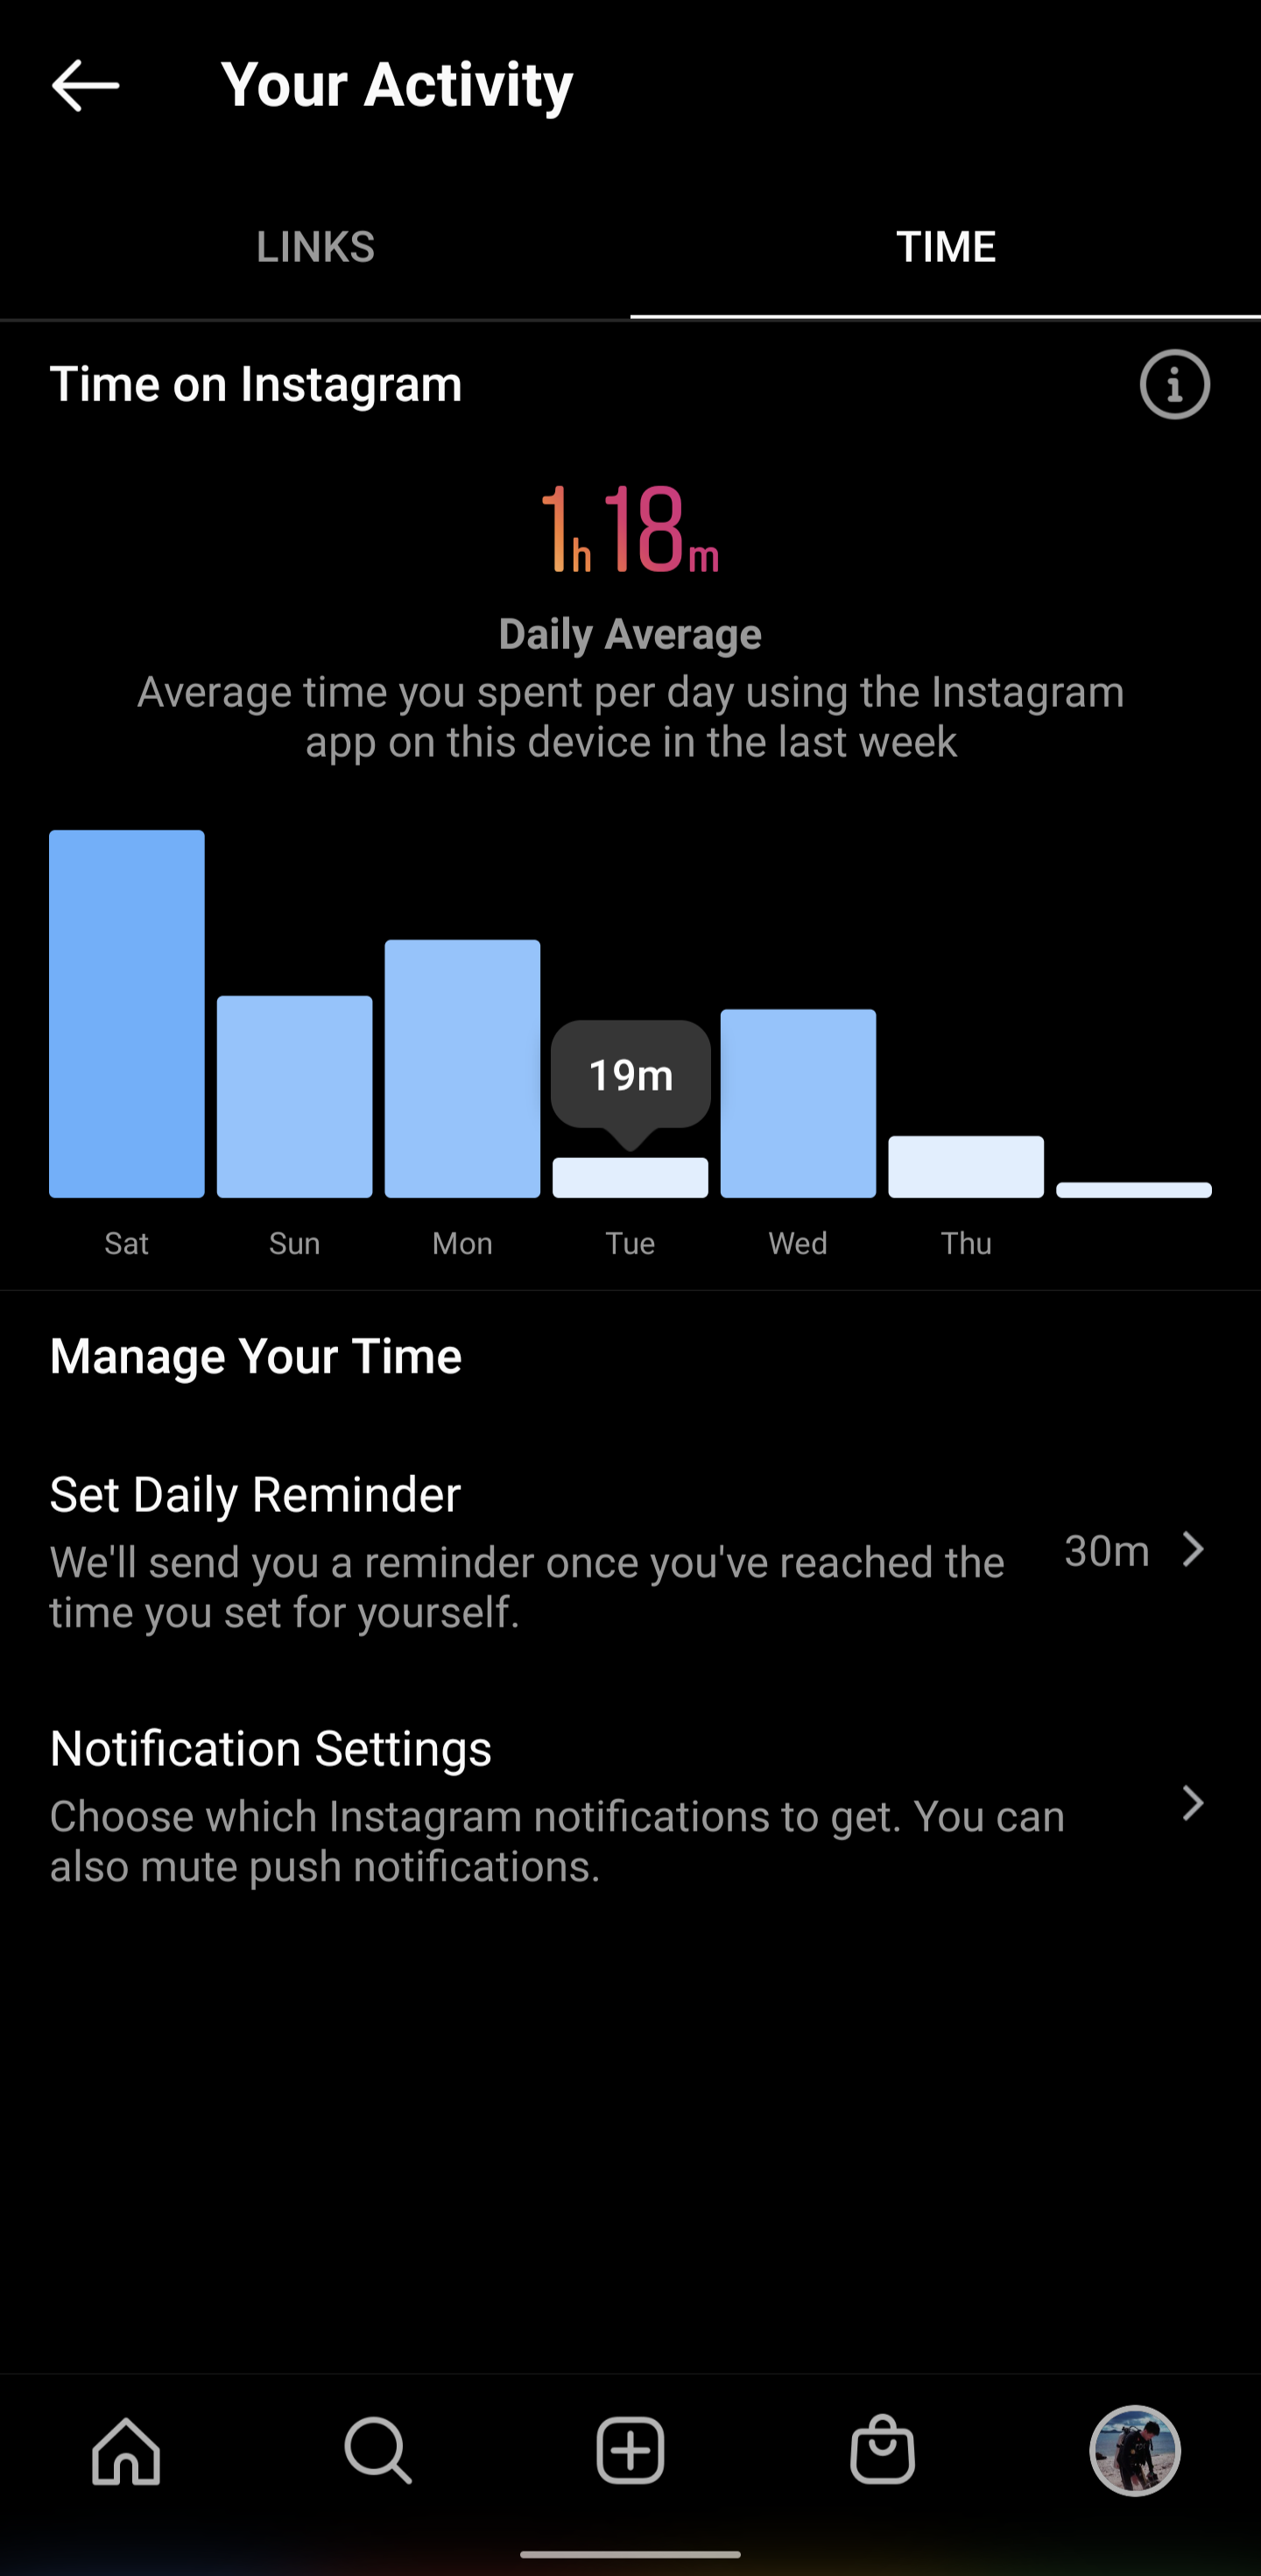 Your Activity
LINKS
TIME
Time on Instagram
1h 18m
Daily Average
Average time you spent per day using the Instagram
app on this device in the last week
19m
Sat Sun Mon Tue Wed Thu
Manage Your Time
Set Daily Reminder
We'll send you a reminder once you've reached the
time you set for yourself.
30m
Notification Settings
Choose which Instagram notifications to get. You can
also mute push notifications.